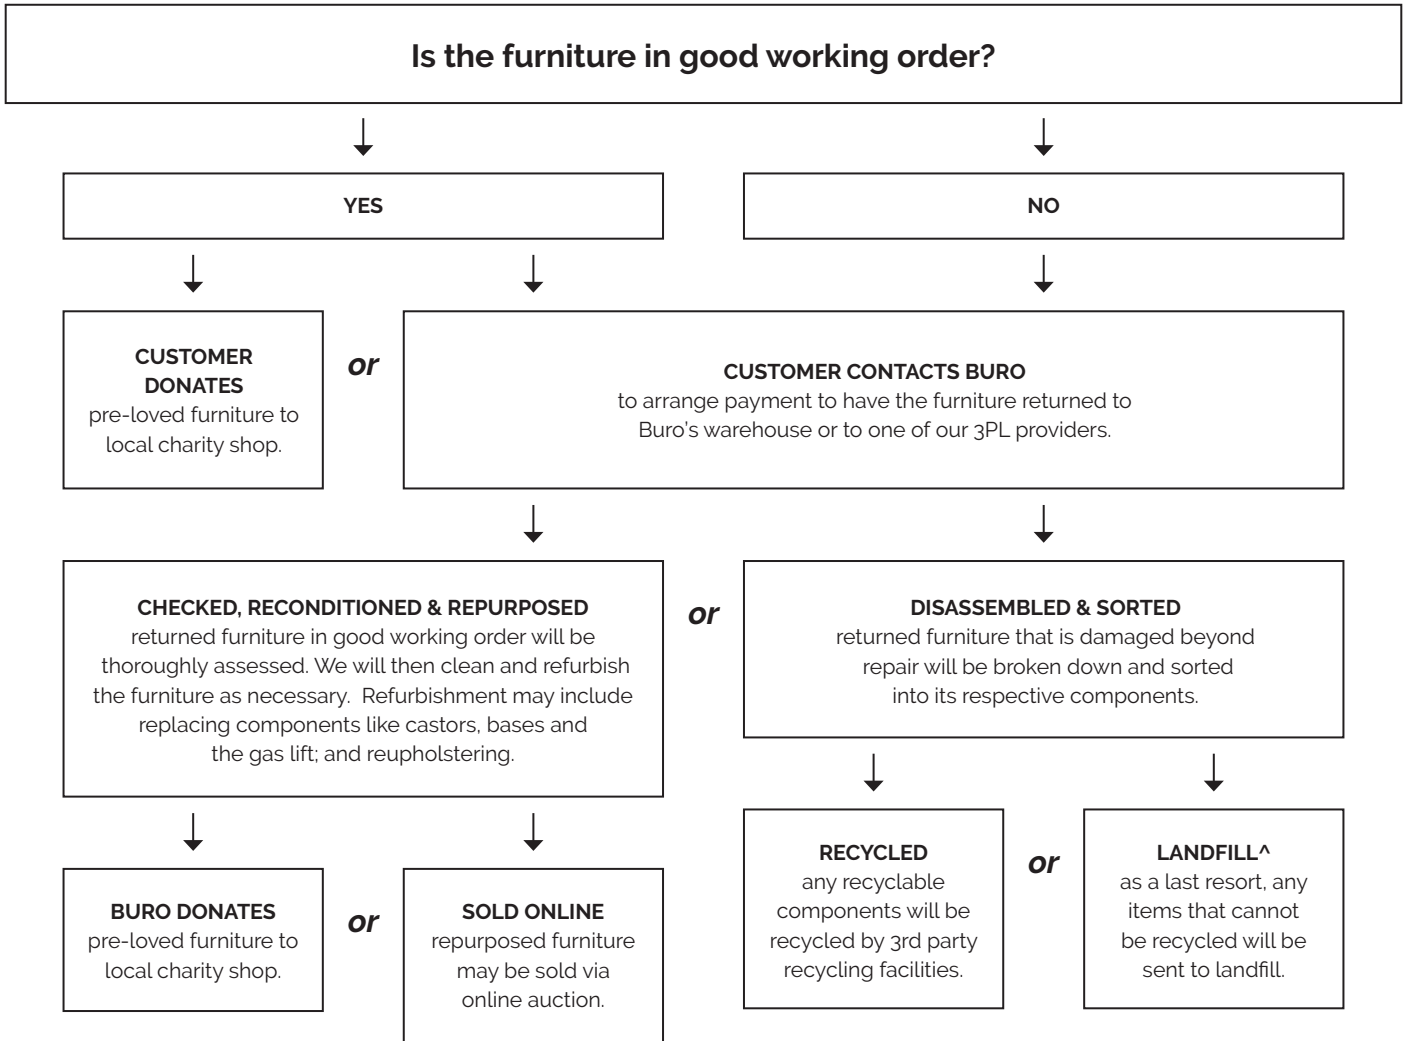 Is the furniture in good working order?
YES
NO
CUSTOMER
DONATES
pre-loved furniture to
local charity shop.
or
CUSTOMER CONTACTS BURO
to arrange payment to have the furniture returned to
Buro's warehouse or to one of our 3PL providers.
CHECKED, RECONDITIONED & REPURPOSED
returned furniture in good working order will be
thoroughly assessed. We will then clean and refurbish
the furniture as necessary.  Refurbishment may include
replacing components like castors, bases and
the gas lift; and reupholstering.
or
DISASSEMBLED & SORTED
returned furniture that is damaged beyond
repair will be broken down and sorted
into its respective components.
BURO DONATES
pre-loved furniture to
local charity shop.
or
SOLD ONLINE
repurposed furniture
may be sold via
online auction.
RECYCLED
any recyclable
components will be
recycled by 3rd party
recycling facilities.
or
LANDFILL^
as a last resort, any
items that cannot
be recycled will be
sent to landfill.